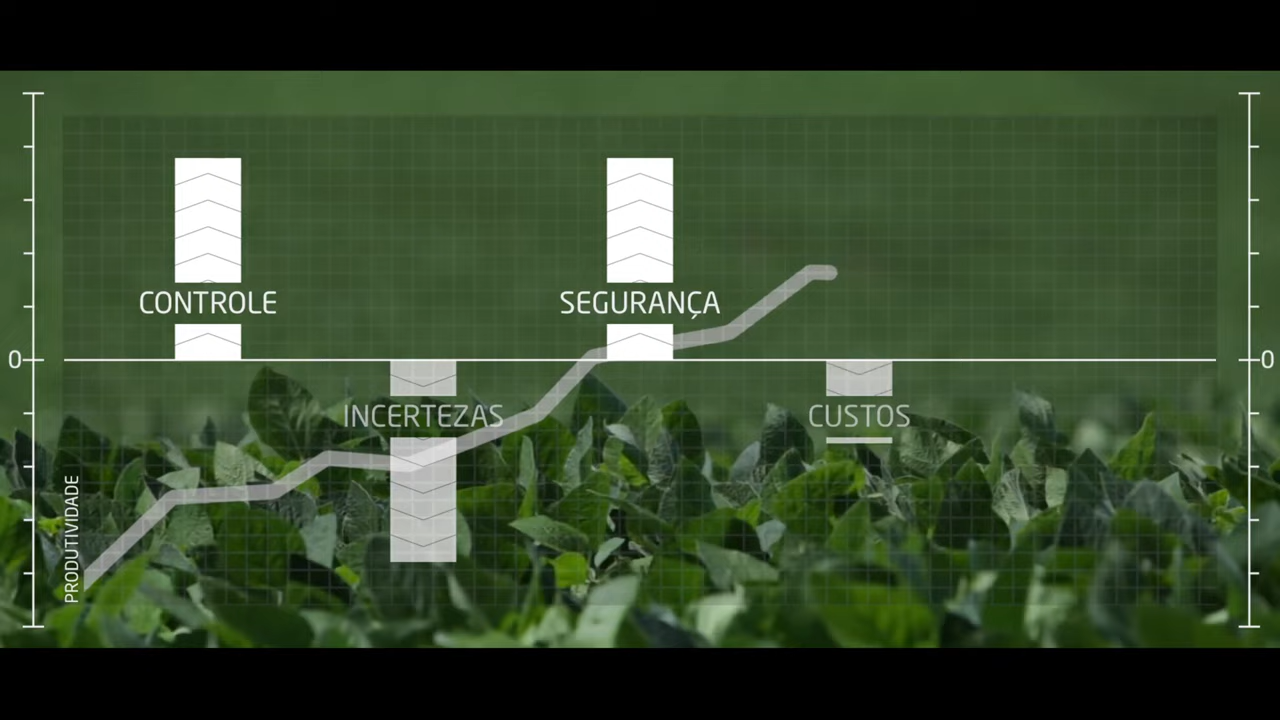 CONTROLE
SEGURANÇA
0
0
INCERTEZAS
CUSTOS
PRODUTIVIDADE